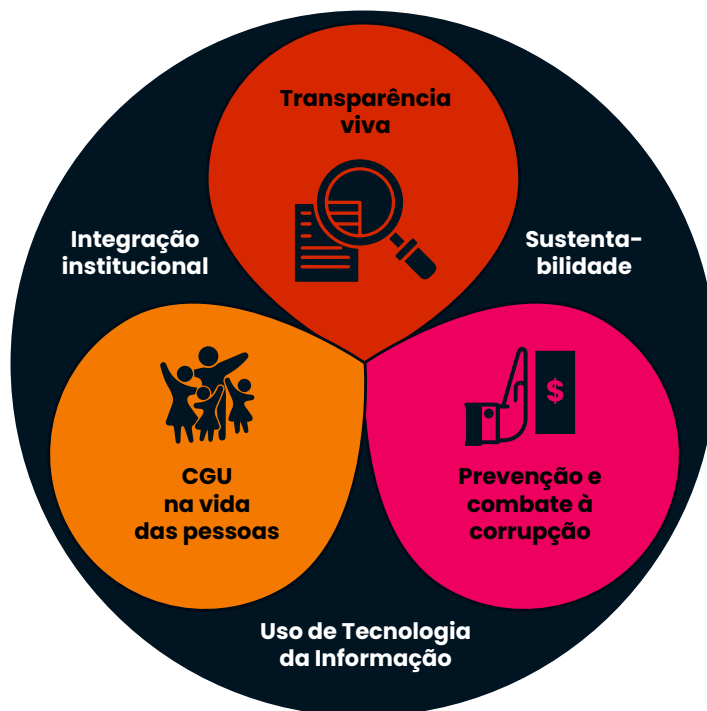 Transparência
viva
Integração
institucional
Sustenta-
bilidade
$
CGU
na vida
das pessoas
Prevenção e
combate à
corrupção
Uso de Tecnologia
da Informação